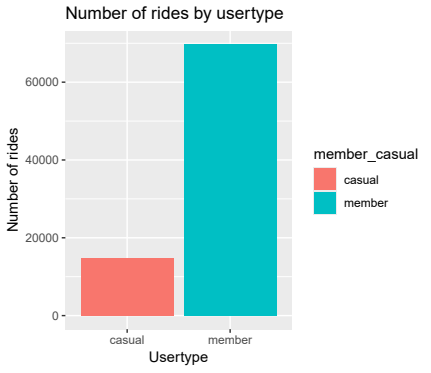 Number of rides by usertype
Number of rides
60000
40000
20000
0
casual
member
Usertype
member_casual
casual
member